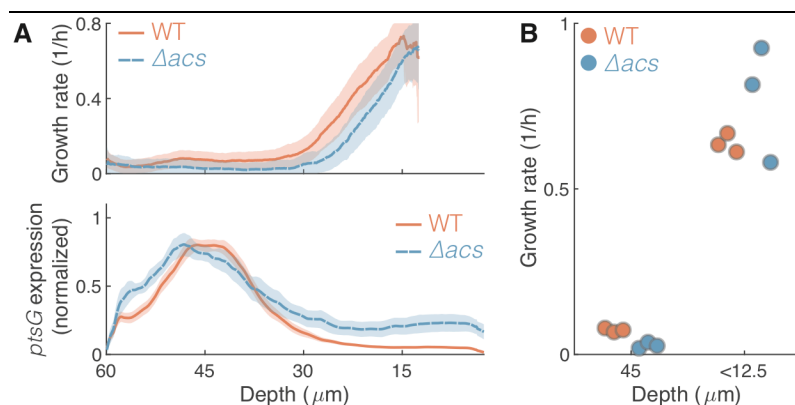 A
Growth rate (1/h)
0.8
0.4
0
WT
Δacs
ptsG expression
(normalized)
1
0.5
0
WT
Δacs
60
45
30
15
Depth (μm)
B
Growth rate (1/h)
1
0.5
0
WT
Δacs
45
<12.5
Depth (μm)